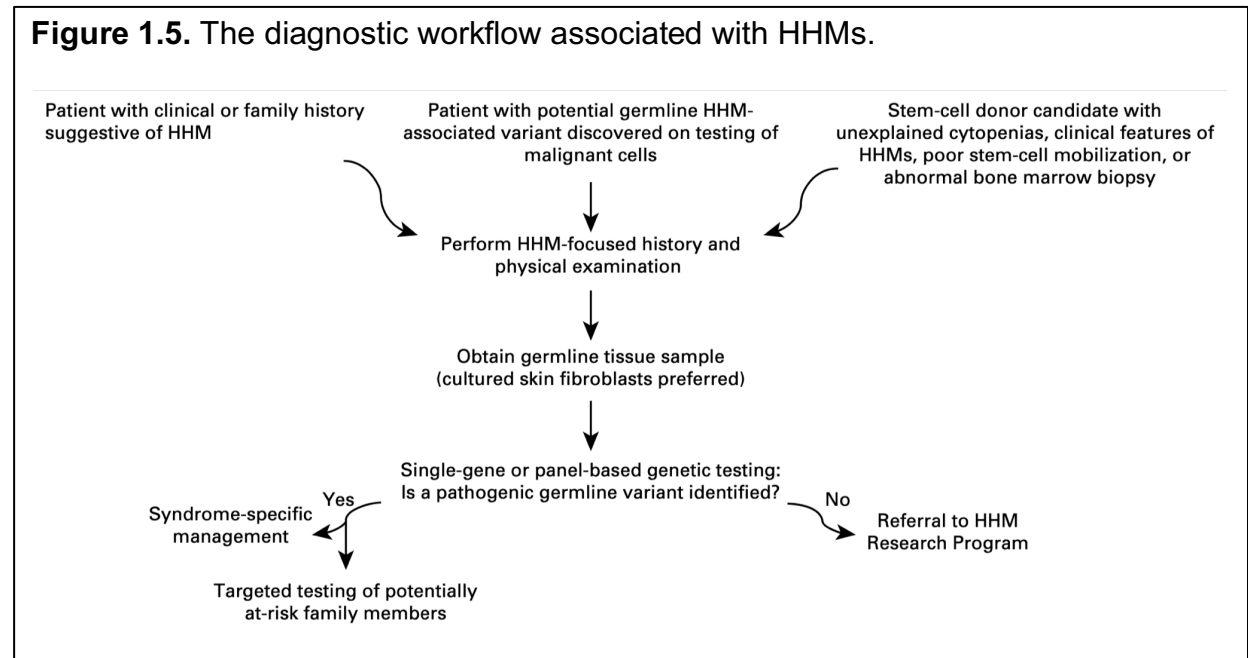 Figure 1.5. The diagnostic workflow associated with HHMs.
Patient with clinical or family history
suggestive of HHM
Patient with potential germline HHM-
associated variant discovered on testing of
malignant cells
Stem-cell donor candidate with
unexplained cytopenias, clinical features of
HHMs, poor stem-cell mobilization, or
abnormal bone marrow biopsy
Perform HHM-focused history and
physical examination
Obtain germline tissue sample
(cultured skin fibroblasts preferred)
Single-gene or panel-based genetic testing:
Is a pathogenic germline variant identified?
Yes
No
Syndrome-specific
management
Referral to HHM
Research Program
Targeted testing of potentially
at-risk family members